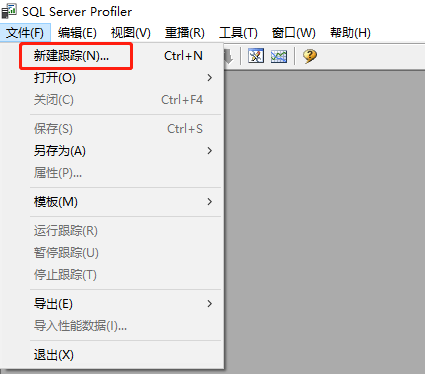 SQL Server Profiler
文件(F) 编辑(E) 视图(V) 重播(R) 工具(T) 窗口(W) 帮助(H)
新建跟踪(N)... Ctrl+N
打开(O)
关闭(C) Ctrl+F4
保存(S) Ctrl+S
另存为(A)
属性(P)...
模板(M)
运行跟踪(R)
暂停跟踪(U)
停止跟踪(T)
导出(E)
导入性能数据(I)...
退出(X)